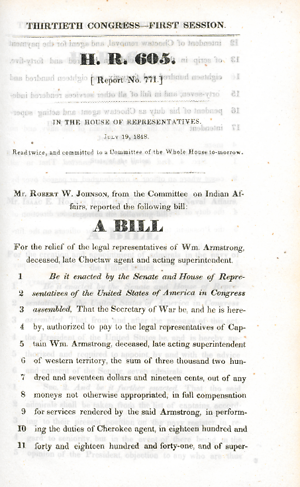 THIRTIETH CONGRESS—FIRST SESSION.
H. R. 605.
[Report No. 771.]
IN THE HOUSE OF REPRESENTATIVES.
JULY 19, 1848.
Read twice, and committed to a Committee of the Whole House to-morrow.
Mr. ROBERT W. JOHNSON, from the Committee on Indian Af-
fairs, reported the following bill:
A BILL
For the relief of the legal representatives of Wm. Armstrong,
deceased, late Choctaw agent and acting superintendent.
1 Be it enacted by the Senate and House of Repre-
2 sentatives of the United States of America in Congress
3 assembled, That the Secretary of War be, and he is here-
4 by, authorized to pay to the legal representatives of Cap-
5 tain Wm. Armstrong, deceased, late acting superintendent
6 of western territory, the sum of three thousand two hun-
7 dred and seventeen dollars and nineteen cents, out of any
8 moneys not otherwise appropriated, in full compensation
9 for services rendered by the said Armstrong, in perform-
10 ing the duties of Cherokee agent, in eighteen hundred and
11 forty and eighteen hundred and forty-one, and of super-